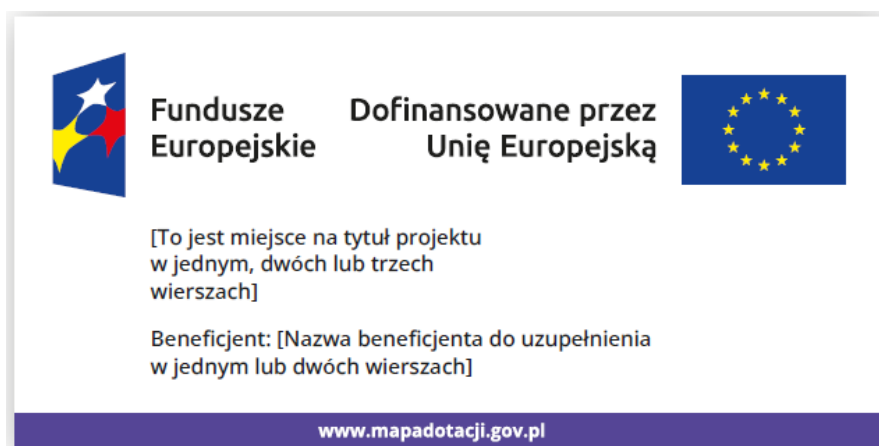 Fundusze
Europejskie
Dofinansowane przez
Unię Europejską
[To jest miejsce na tytuł projektu
w jednym, dwóch lub trzech
wierszach]
Beneficjent: [Nazwa beneficjenta do uzupełnienia
w jednym lub dwóch wierszach]
www.mapadotacji.gov.pl